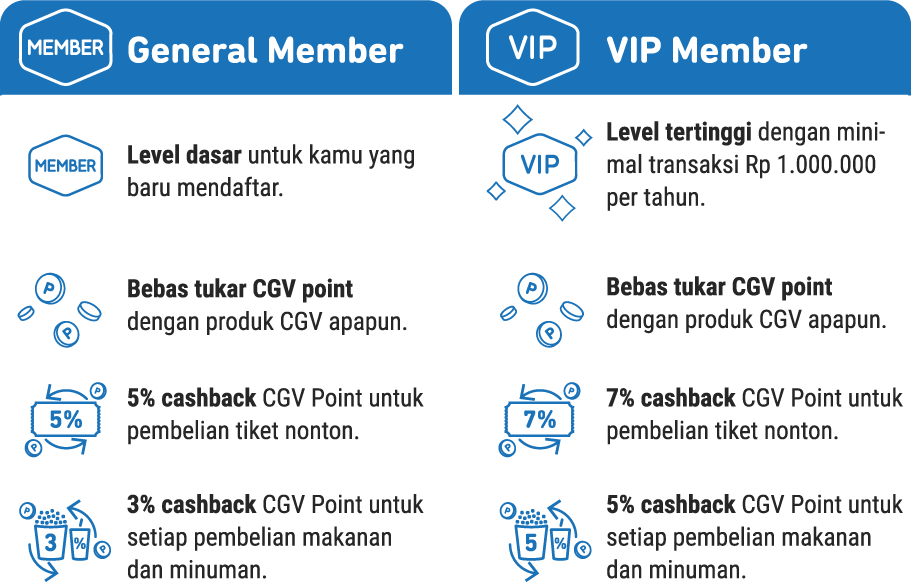 MEMBER General Member
MEMBER
Level dasar untuk kamu yang
baru mendaftar.
P
P
Bebas tukar CGV point
dengan produk CGV apapun.
P
5%
P
5% cashback CGV Point untuk
pembelian tiket nonton.
P
3 %
P
3% cashback CGV Point untuk
setiap pembelian makanan
dan minuman.
VIP VIP Member
VIP
Level tertinggi dengan mini-
mal transaksi Rp 1.000.000
per tahun.
P
P
Bebas tukar CGV point
dengan produk CGV apapun.
P
7%
P
7% cashback CGV Point untuk
pembelian tiket nonton.
P
5 %
P
5% cashback CGV Point untuk
setiap pembelian makanan
dan minuman.